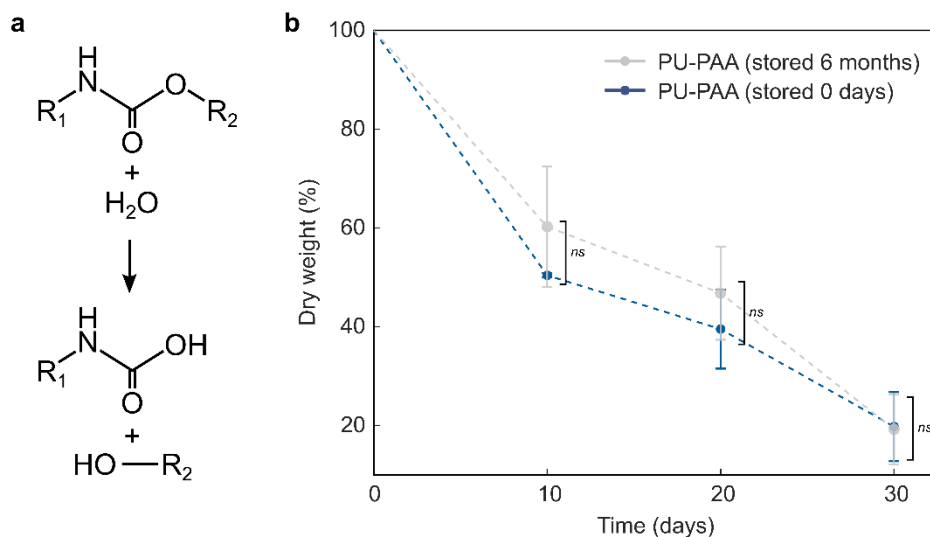 a
H
N
O
R₁
R₂
O
+
H₂O
H
N
OH
R₁
O
+
HO—R₂
b
100
80
60
40
20
Dry weight (%)
PU-PAA (stored 6 months)
PU-PAA (stored 0 days)
ns
ns
ns
0
10
20
30
Time (days)